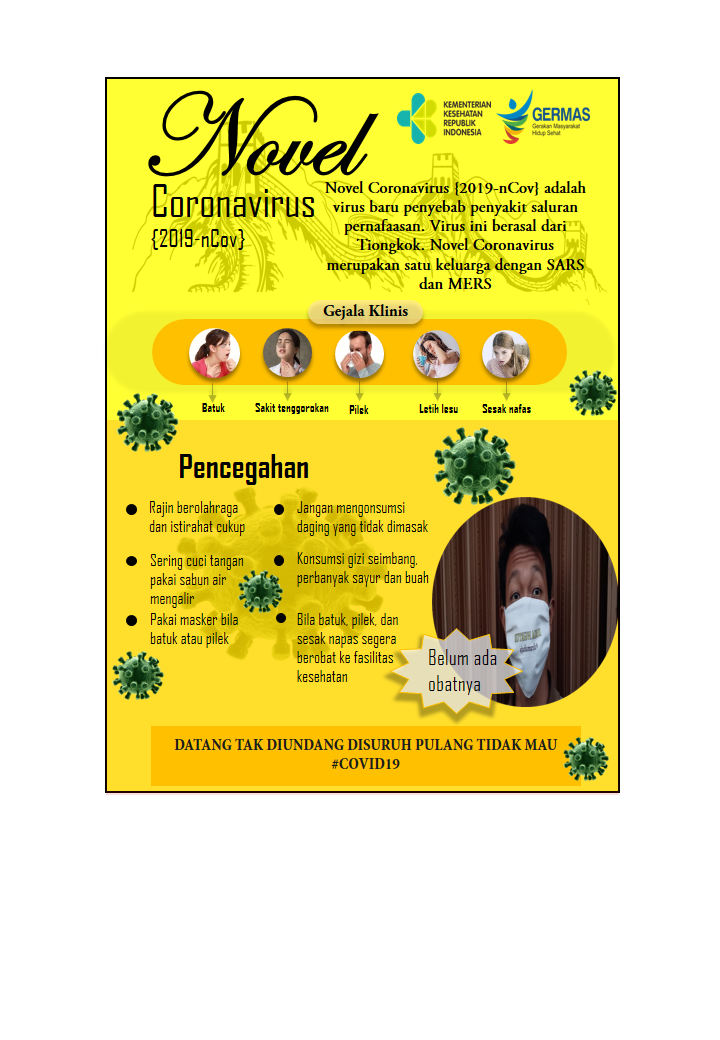 Novel
Coronavirus
{2019-nCov}
KEMENTERIAN
KESEHATAN
REPUBLIK
INDONESIA
GERMAS
Gerakan Masyarakat
Hidup Sehat
Novel Coronavirus {2019-nCov} adalah
virus baru penyebab penyakit saluran
pernafaasan. Virus ini berasal dari
Tiongkok. Novel Coronavirus
merupakan satu keluarga dengan SARS
dan MERS
Gejala Klinis
Batuk
Sakit tenggorokan
Pilek
Letih lesu
Sesak nafas
Pencegahan
Rajin berolahraga
dan istirahat cukup
Sering cuci tangan
pakai sabun air
mengalir
Pakai masker bila
batuk atau pilek
Jangan mengonsumsi
daging yang tidak dimasak
Konsumsi gizi seimbang,
perbanyak sayur dan buah
Bila batuk, pilek, dan
sesak napas segera
berobat ke fasilitas
kesehatan
Belum ada
obatnya
DATANG TAK DIUNDANG DISURUH PULANG TIDAK MAU
#COVID19